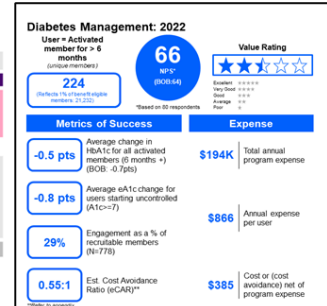 Diabetes Management: 2022
User = Activated
member for > 6
months
(unique members)
224
(Reflects 1% of benefit eligible
members: 21,232)
66
NPS*
(BOB:64)
*Based on 60 respondents
Value Rating
Excellent
Very Good
Good
Average
Poor
Metrics of Success
-0.5 pts
Average change in
HbA1c for all activated
members (6 months +)
(BOB: -0.7pts)
-0.8 pts
Average eA1c change for
users starting uncontrolled
(A1c>=7)
29%
Engagement as a % of
recruitable members
(N=778)
0.55:1
Est. Cost Avoidance
Ratio (eCAR)**
Expense
$194K
Total annual
program expense
$866
Annual expense
per user
$385
Cost or (cost
avoidance) net of
program expense